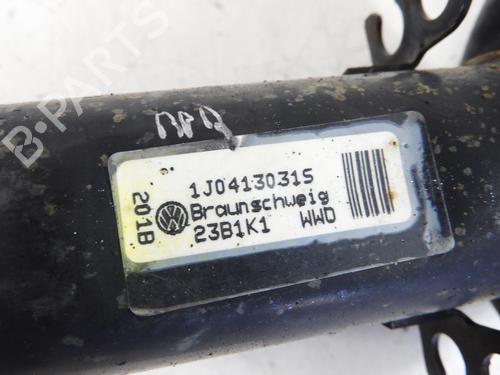 B-PARTS
201B
1J0413031S
Braunschweig
23B1K1 WWD